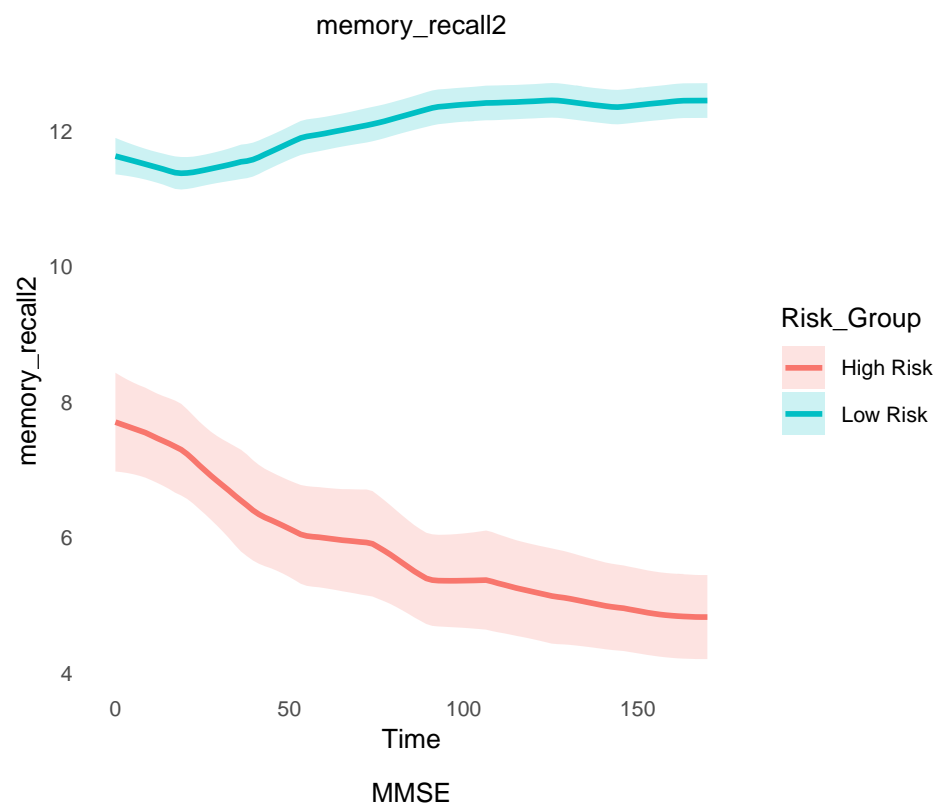 memory_recall2
12
10
8
6
4
memory_recall2
0 50 100 150
Time
Risk_Group
High Risk
Low Risk
MMSE